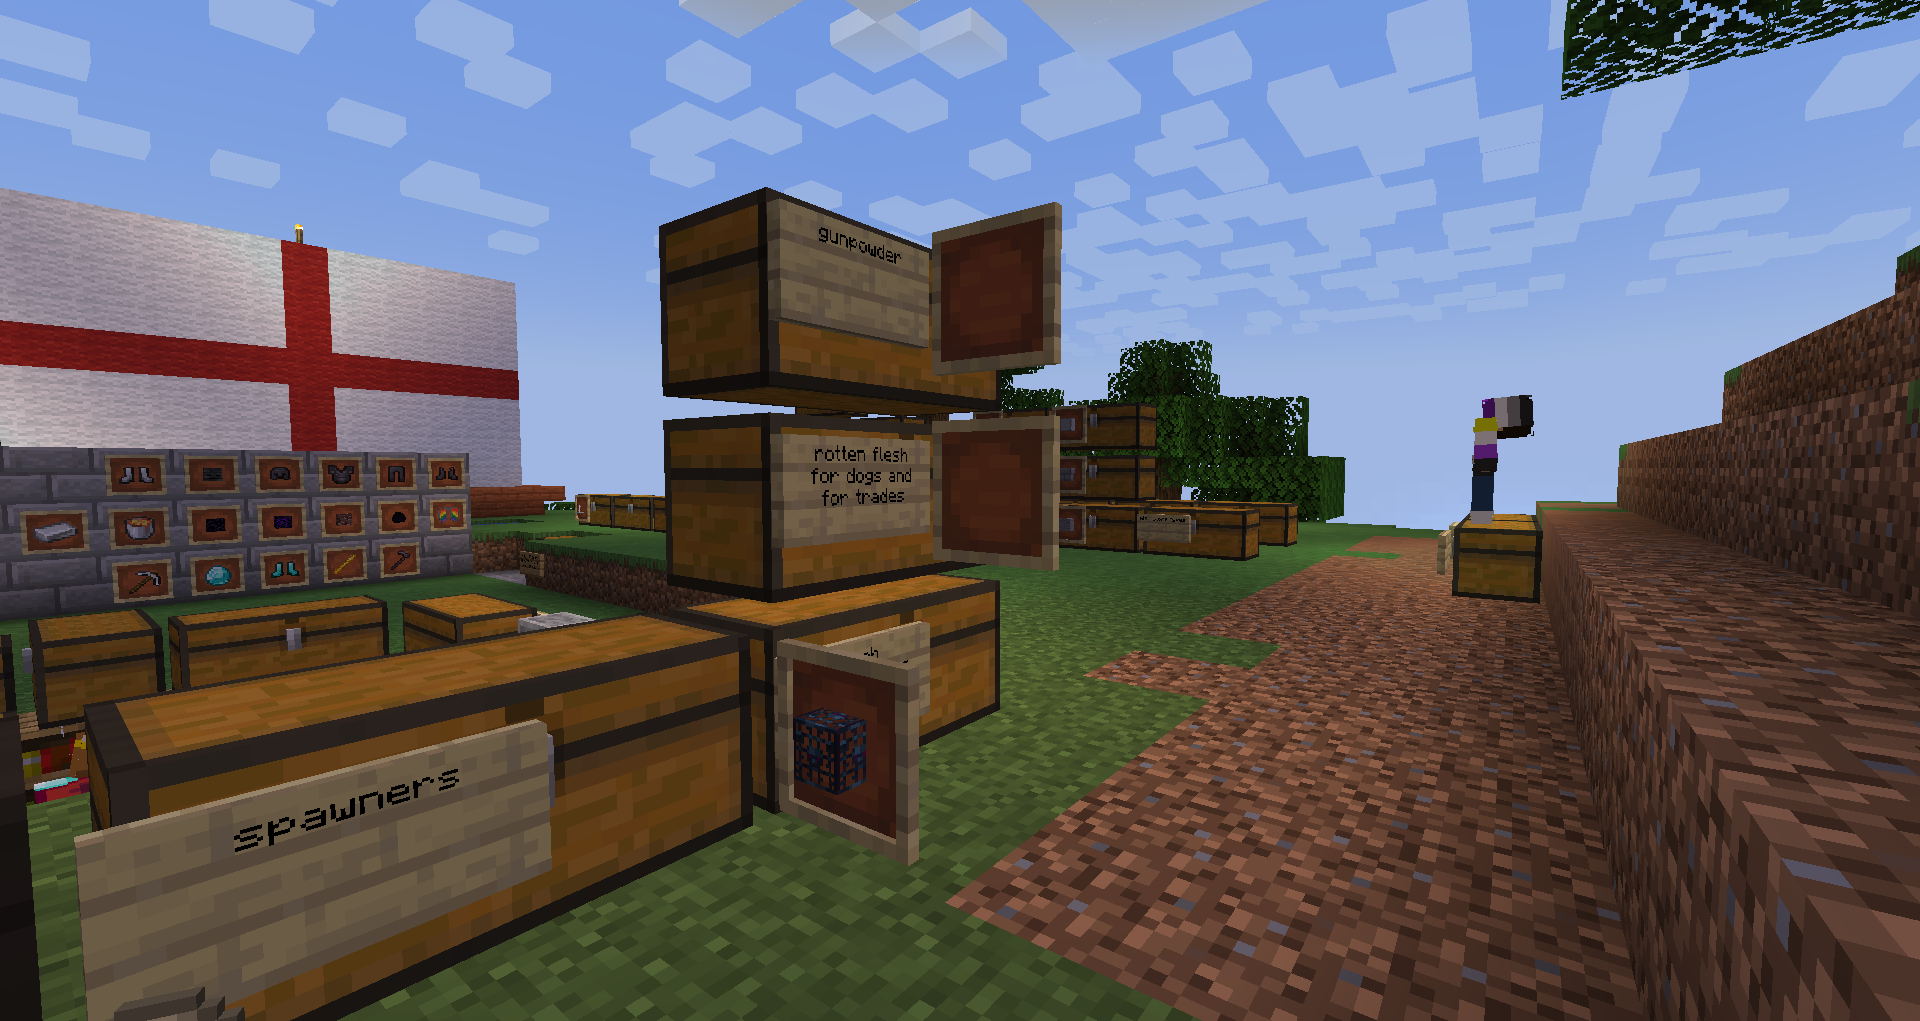 gunpowder
rotten flesh
for dogs and
for trades
spawners